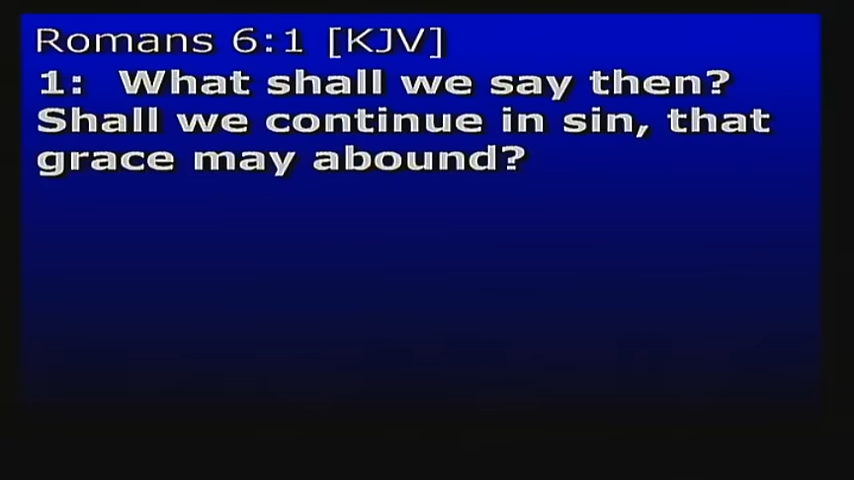 Romans 6:1 [KJV]
1: What shall we say then?
Shall we continue in sin, that
grace may abound?